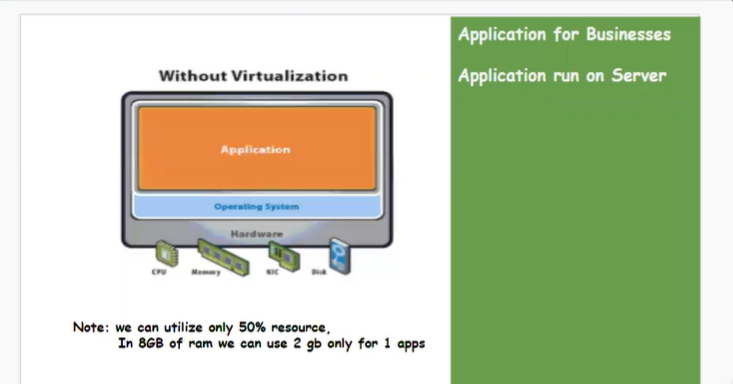 Application for Businesses
Application run on Server
Without Virtualization
Application
Operating System
Hardware
CPU Memory NIC Disk
Note: we can utilize only 50% resource,
In 8GB of ram we can use 2 gb only for 1 apps